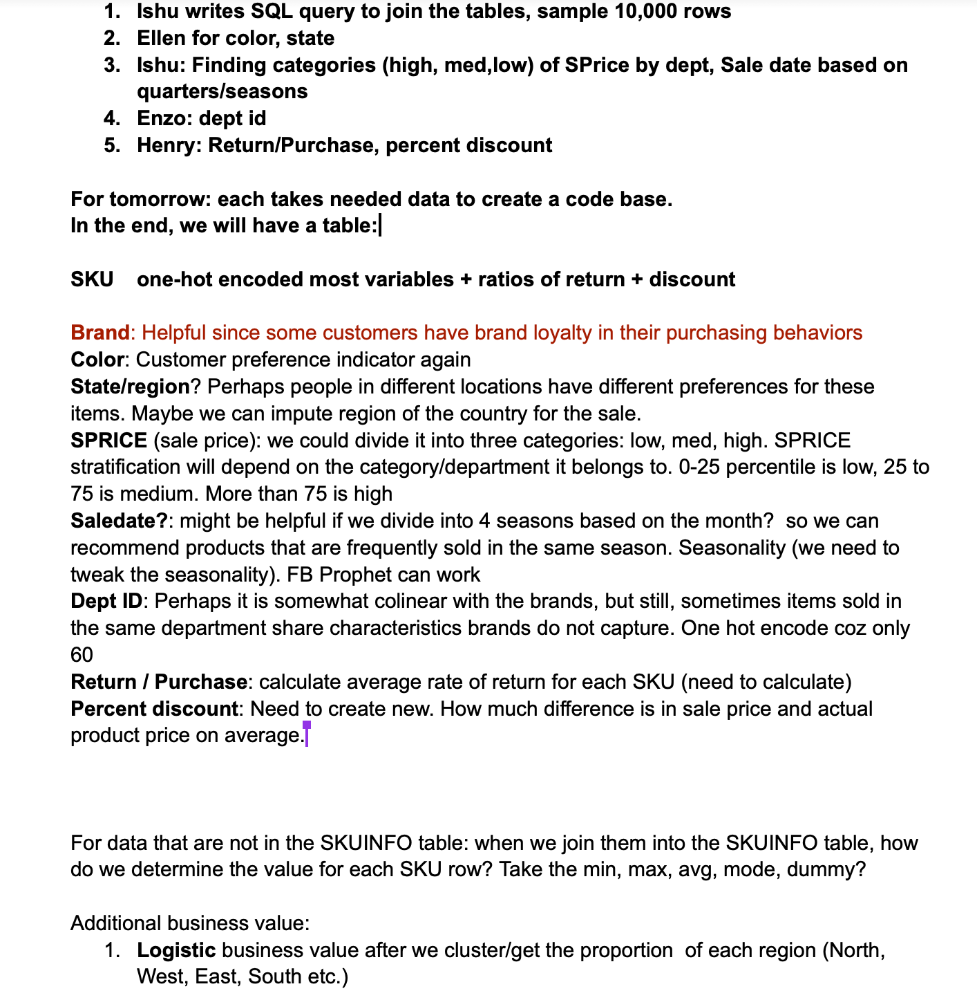 1. Ishu writes SQL query to join the tables, sample 10,000 rows
2. Ellen for color, state
3. Ishu: Finding categories (high, med,low) of SPrice by dept, Sale date based on
quarters/seasons
4. Enzo: dept id
5. Henry: Return/Purchase, percent discount
For tomorrow: each takes needed data to create a code base.
In the end, we will have a table:
SKU one-hot encoded most variables + ratios of return + discount
Brand: Helpful since some customers have brand loyalty in their purchasing behaviors
Color: Customer preference indicator again
State/region? Perhaps people in different locations have different preferences for these
items. Maybe we can impute region of the country for the sale.
SPRICE (sale price): we could divide it into three categories: low, med, high. SPRICE
stratification will depend on the category/department it belongs to. 0-25 percentile is low, 25 to
75 is medium. More than 75 is high
Saledate?: might be helpful if we divide into 4 seasons based on the month?  so we can
recommend products that are frequently sold in the same season. Seasonality (we need to
tweak the seasonality). FB Prophet can work
Dept ID: Perhaps it is somewhat colinear with the brands, but still, sometimes items sold in
the same department share characteristics brands do not capture. One hot encode coz only
60
Return / Purchase: calculate average rate of return for each SKU (need to calculate)
Percent discount: Need to create new. How much difference is in sale price and actual
product price on average.
For data that are not in the SKUINFO table: when we join them into the SKUINFO table, how
do we determine the value for each SKU row? Take the min, max, avg, mode, dummy?
Additional business value:
1. Logistic business value after we cluster/get the proportion  of each region (North,
West, East, South etc.)